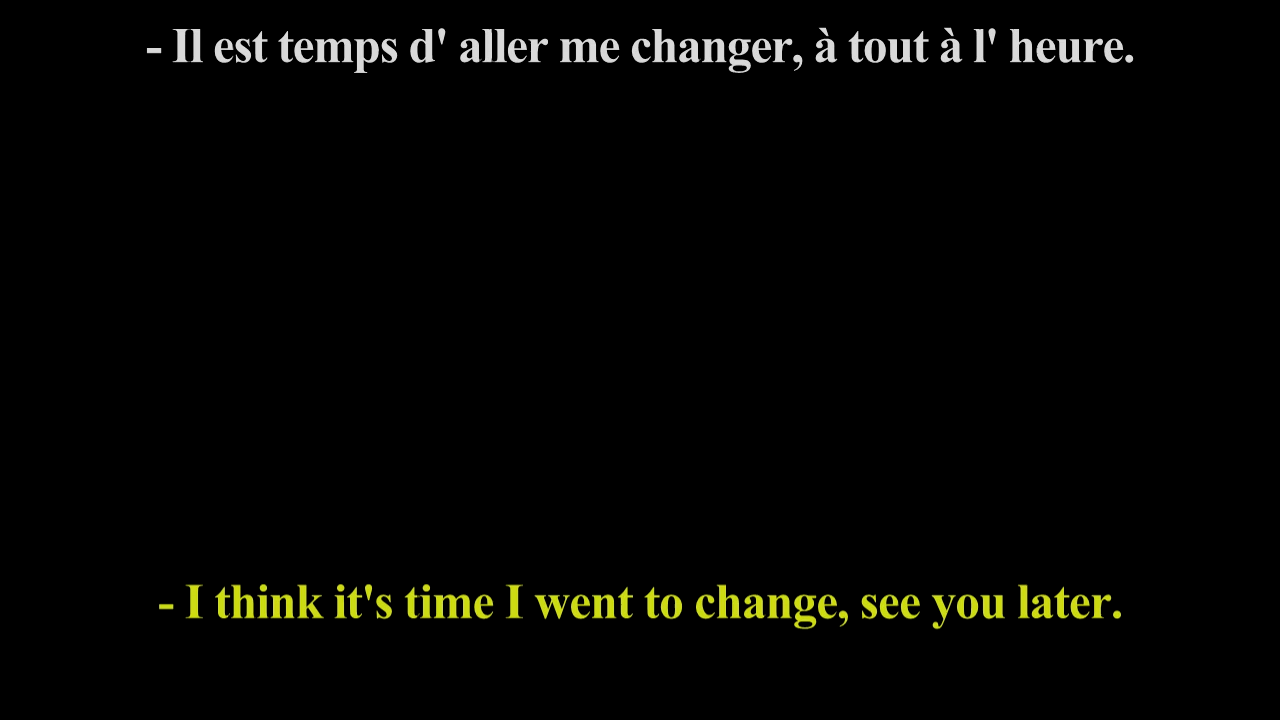 - Il est temps d' aller me changer, à tout à l' heure.
- I think it's time I went to change, see you later.